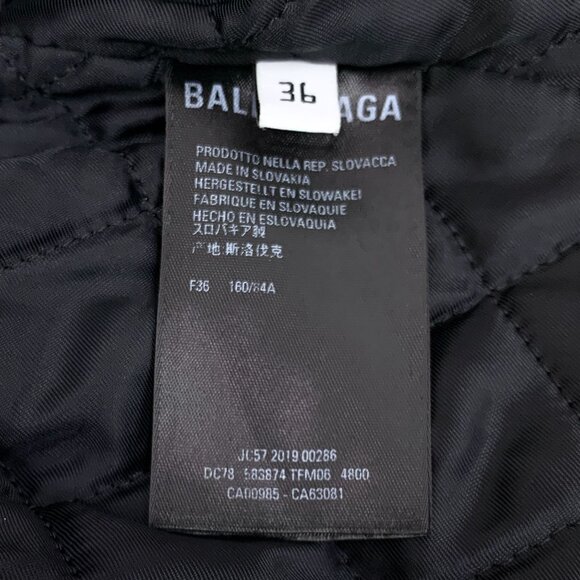 36
BAL AGA
PRODOTTO NELLA REP. SLOVACCA
MADE IN SLOVAKIA
HERGESTELLT EN SLOWAKEI
FABRIQUE EN SLOVAQUIE
HECHO EN ESLOVAQUIA
スロバキア製
产地:斯洛伐克
F36 160/84A
JC57 2019 00286
DC78 583874 TFM06 4800
CA00985 - CA63081